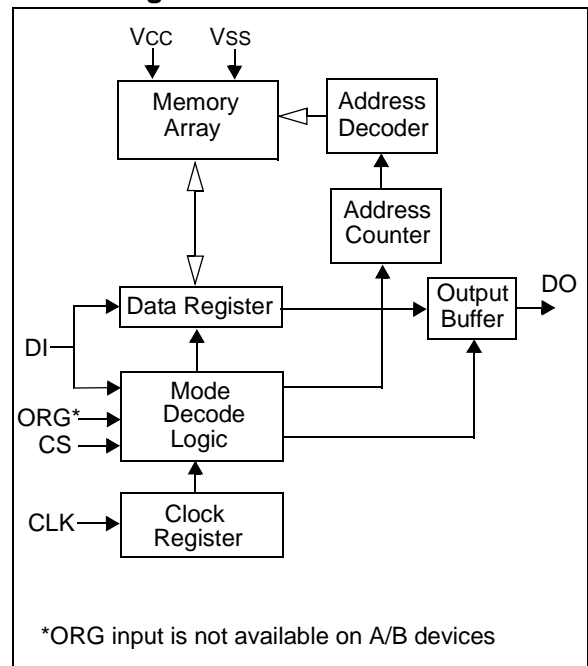 VCC VSS
Memory
Array
Address
Decoder
Address
Counter
Data Register
Output
Buffer
DO
DI
Mode
Decode
Logic
ORG*
CS
CLK
Clock
Register
*ORG input is not available on A/B devices